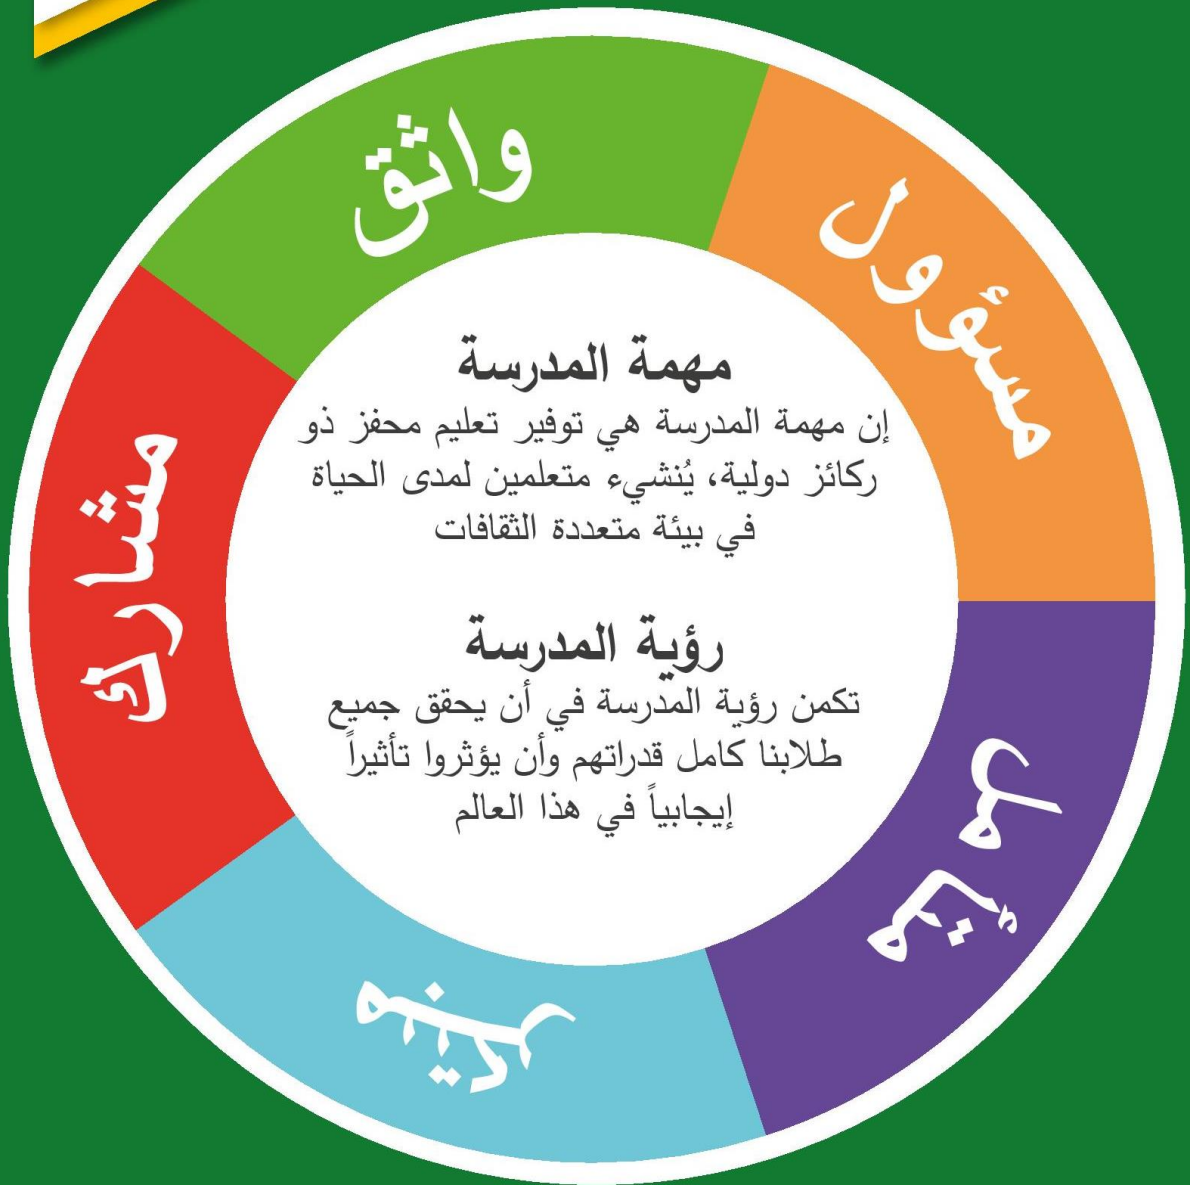 واثق
مسؤول
مشارك
متأمل
مبتكر
مهمة المدرسة
إن مهمة المدرسة هي توفير تعليم محفز ذو
ركائز دولية، يُنشيء متعلمين لمدى الحياة
في بيئة متعددة الثقافات
رؤية المدرسة
تكمن رؤية المدرسة في أن يحقق جميع
طلابنا كامل قدراتهم وأن يؤثروا تأثيراً
إيجابياً في هذا العالم